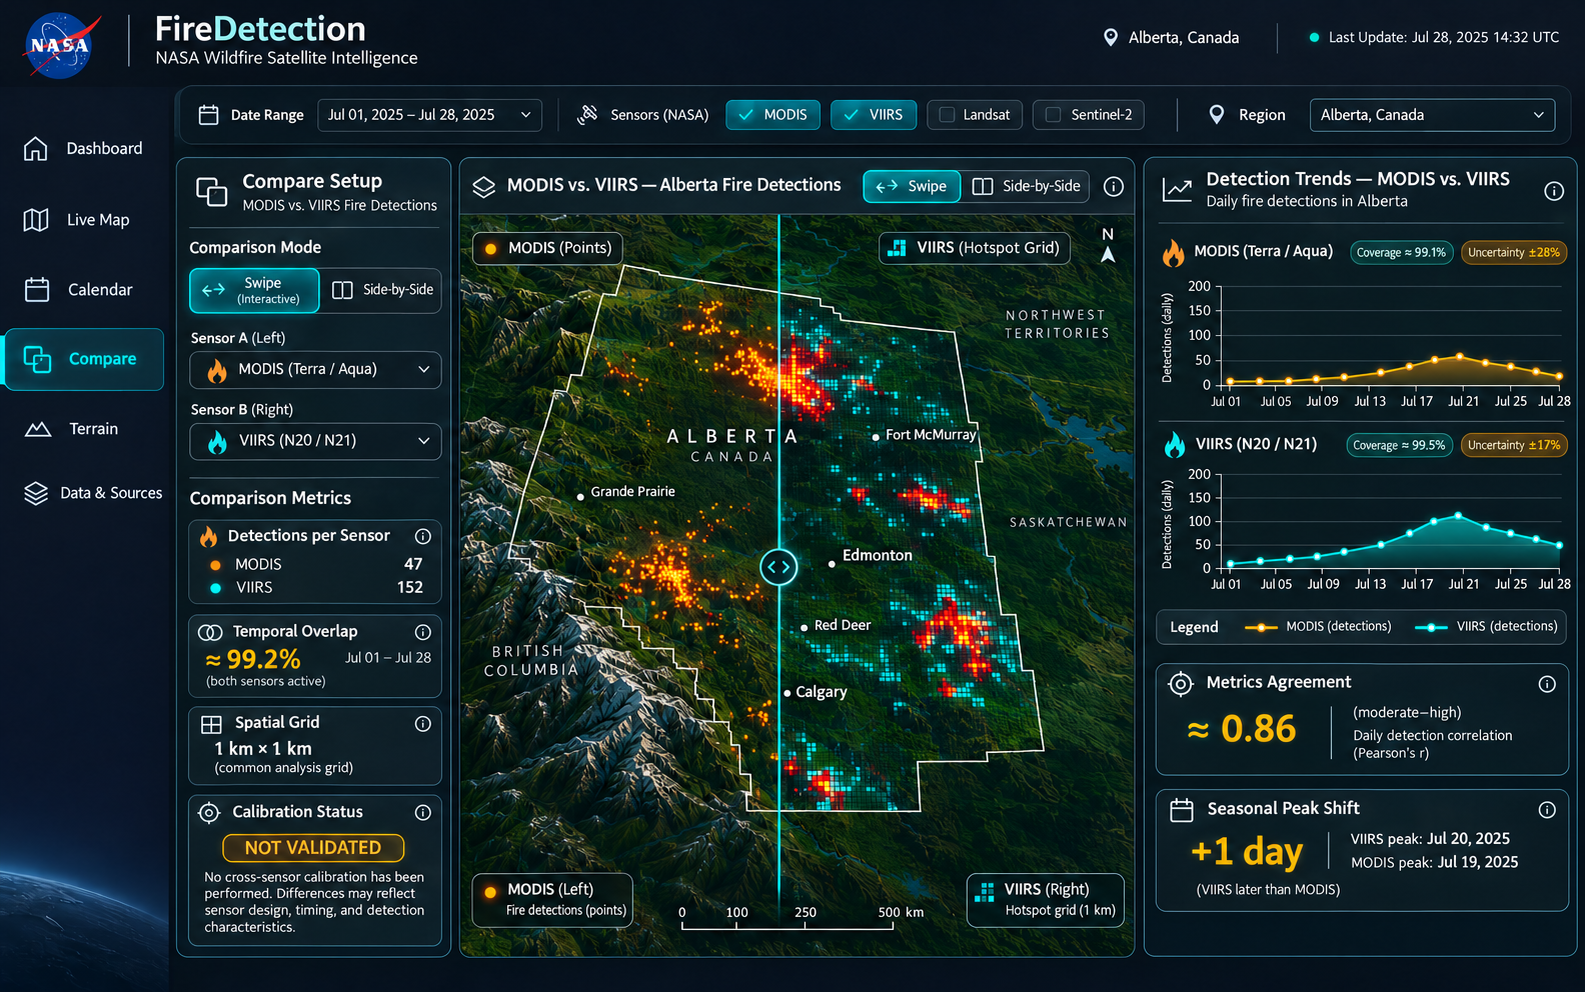 NASA
FireDetection
NASA Wildfire Satellite Intelligence
Alberta, Canada
Last Update: Jul 28, 2025 14:32 UTC
Date Range
Jul 01, 2025 – Jul 28, 2025
Sensors (NASA)
MODIS
VIIRS
Landsat
Sentinel-2
Region
Alberta, Canada
Dashboard
Live Map
Calendar
Compare
Terrain
Data & Sources
Compare Setup
MODIS vs. VIIRS Fire Detections
Comparison Mode
Swipe
(Interactive)
Side-by-Side
Sensor A (Left)
MODIS (Terra / Aqua)
Sensor B (Right)
VIIRS (N20 / N21)
Comparison Metrics
Detections per Sensor
MODIS 47
VIIRS 152
Temporal Overlap
≈ 99.2% Jul 01 – Jul 28
(both sensors active)
Spatial Grid
1 km × 1 km
(common analysis grid)
Calibration Status
NOT VALIDATED
No cross-sensor calibration has been
performed. Differences may reflect
sensor design, timing, and detection
characteristics.
MODIS vs. VIIRS — Alberta Fire Detections
Swipe
Side-by-Side
MODIS (Points)
VIIRS (Hotspot Grid)
N
NORTHWEST
TERRITORIES
ALBERTA
CANADA
Fort McMurray
Grande Prairie
SASKATCHEWAN
Edmonton
Red Deer
BRITISH
COLUMBIA
Calgary
MODIS (Left)
Fire detections (points)
0 100 250 500 km
VIIRS (Right)
Hotspot grid (1 km)
Detection Trends — MODIS vs. VIIRS
Daily fire detections in Alberta
MODIS (Terra / Aqua)
Coverage ≈ 99.1%
Uncertainty ±28%
Detections (daily)
200
150
100
50
0
Jul 01 Jul 05 Jul 09 Jul 13 Jul 17 Jul 21 Jul 25 Jul 28
VIIRS (N20 / N21)
Coverage ≈ 99.5%
Uncertainty ±17%
Detections (daily)
200
150
100
50
0
Jul 01 Jul 05 Jul 09 Jul 13 Jul 17 Jul 21 Jul 25 Jul 28
Legend
MODIS (detections)
VIIRS (detections)
Metrics Agreement
≈ 0.86
(moderate–high)
Daily detection correlation
(Pearson's r)
Seasonal Peak Shift
+1 day
VIIRS peak: Jul 20, 2025
MODIS peak: Jul 19, 2025
(VIIRS later than MODIS)